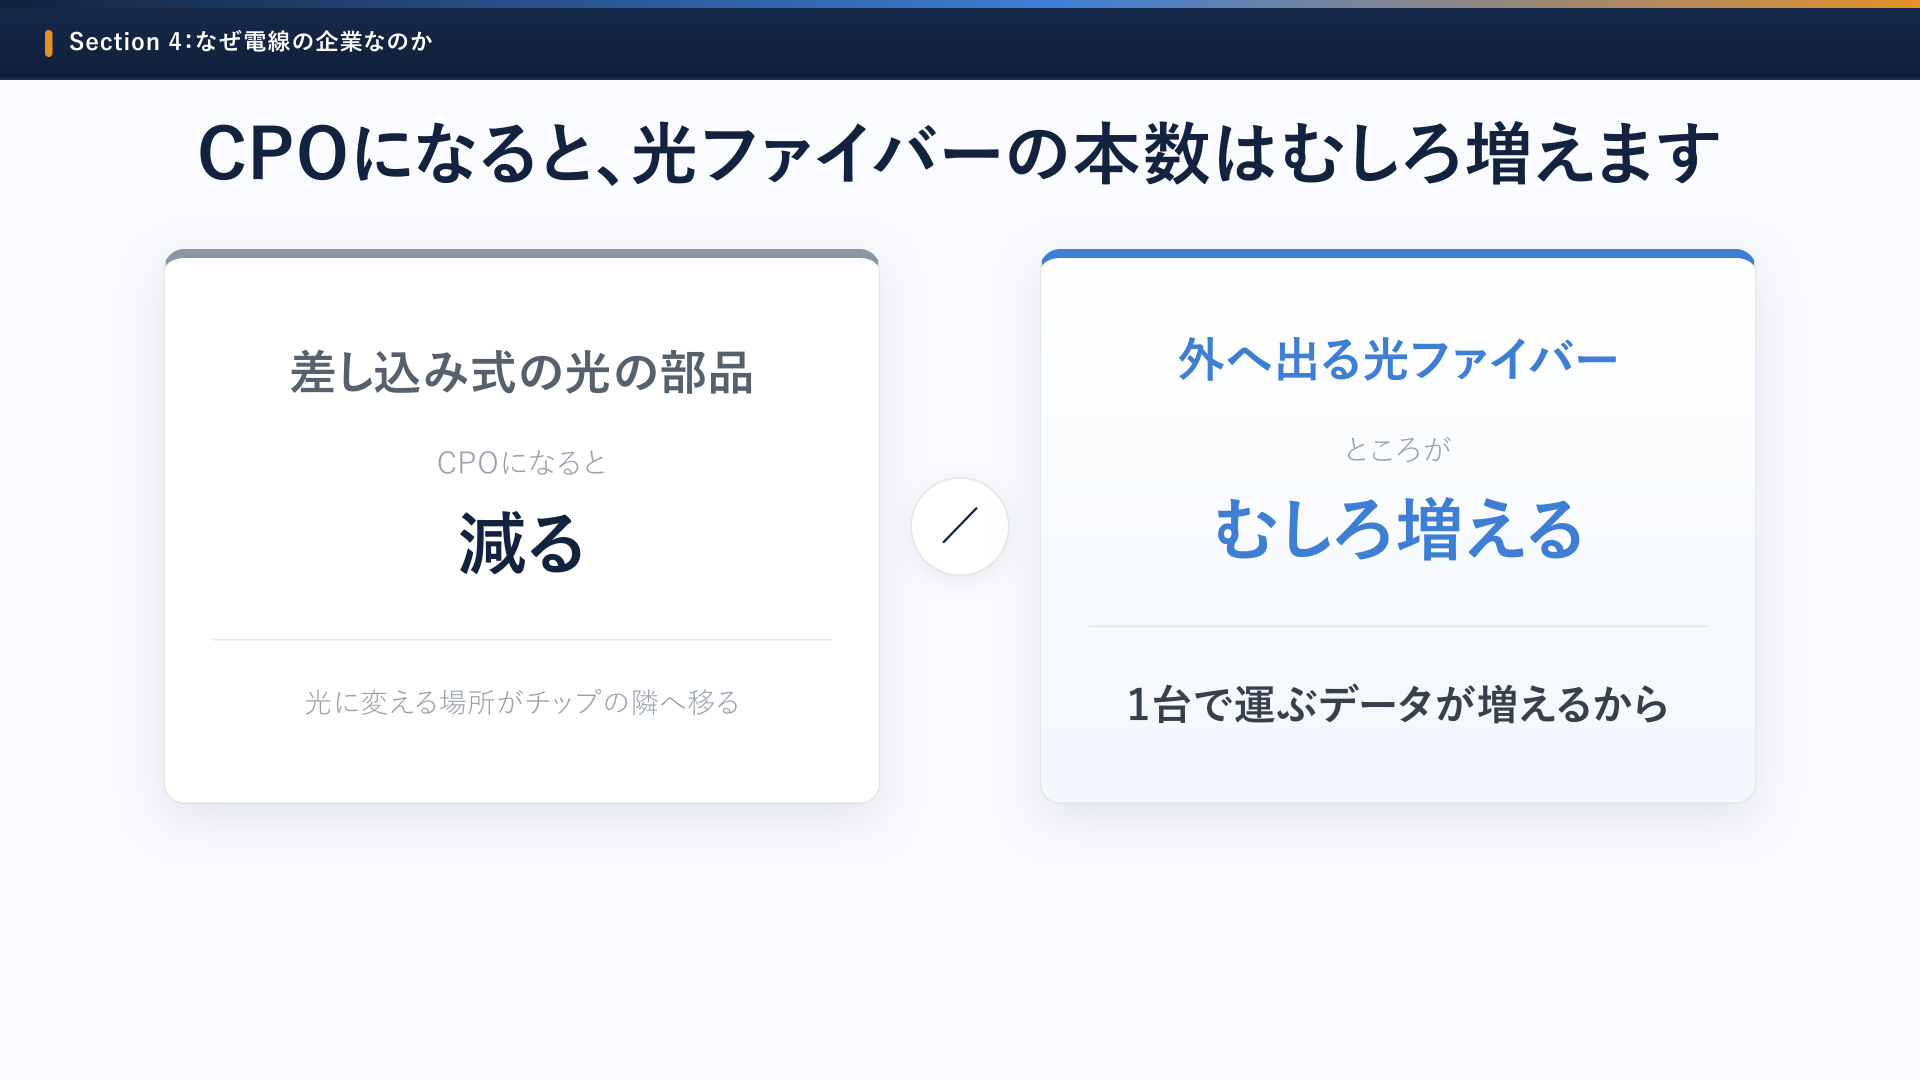 Section 4：なぜ電線の企業なのか
CPOになると、光ファイバーの本数はむしろ増えます
差し込み式の光の部品
CPOになると
減る
光に変える場所がチップの隣へ移る
／
外へ出る光ファイバー
ところが
むしろ増える
1台で運ぶデータが増えるから